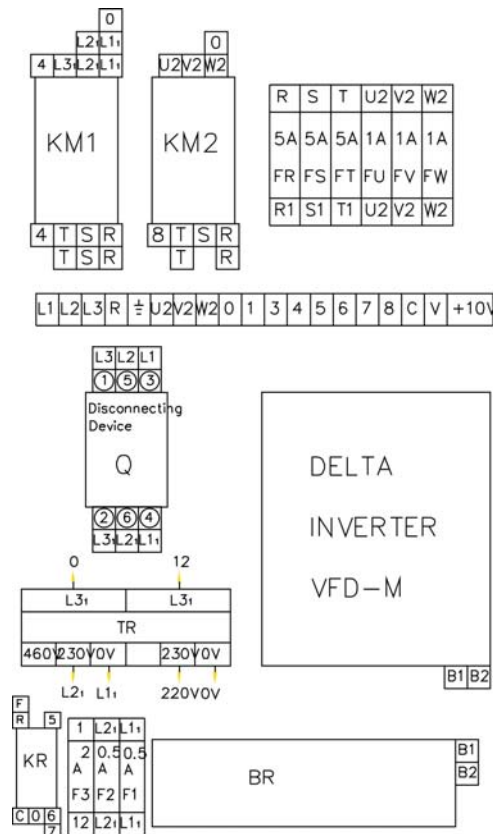 0
L2₁ L1₁
4 L3₁ L2₁ L1₁
KM1
4 T S R
T S R
0
U2 V2 W2
KM2
8 T S R
T R
R S T U2 V2 W2
5A 5A 5A 1A 1A 1A
FR FS FT FU FV FW
R1 S1 T1 U2 V2 W2
L1 L2 L3 R ⏚ U2 V2 W2 0 1 3 4 5 6 7 8 C V +10V
L3 L2 L1
① ⑤ ③
Disconnecting
Device
Q
② ⑥ ④
L3₁ L2₁ L1₁
0 12
L3₁ L3₁
TR
460V 230V 0V 230V 0V
L2₁ L1₁ 220V 0V
DELTA
INVERTER
VFD-M
B1 B2
F
R 5
KR
C 0 6
7
1 L2₁ L1₁
2 0.5 0.5
A A A
F3 F2 F1
12 L2₁ L1₁
BR
B1
B2